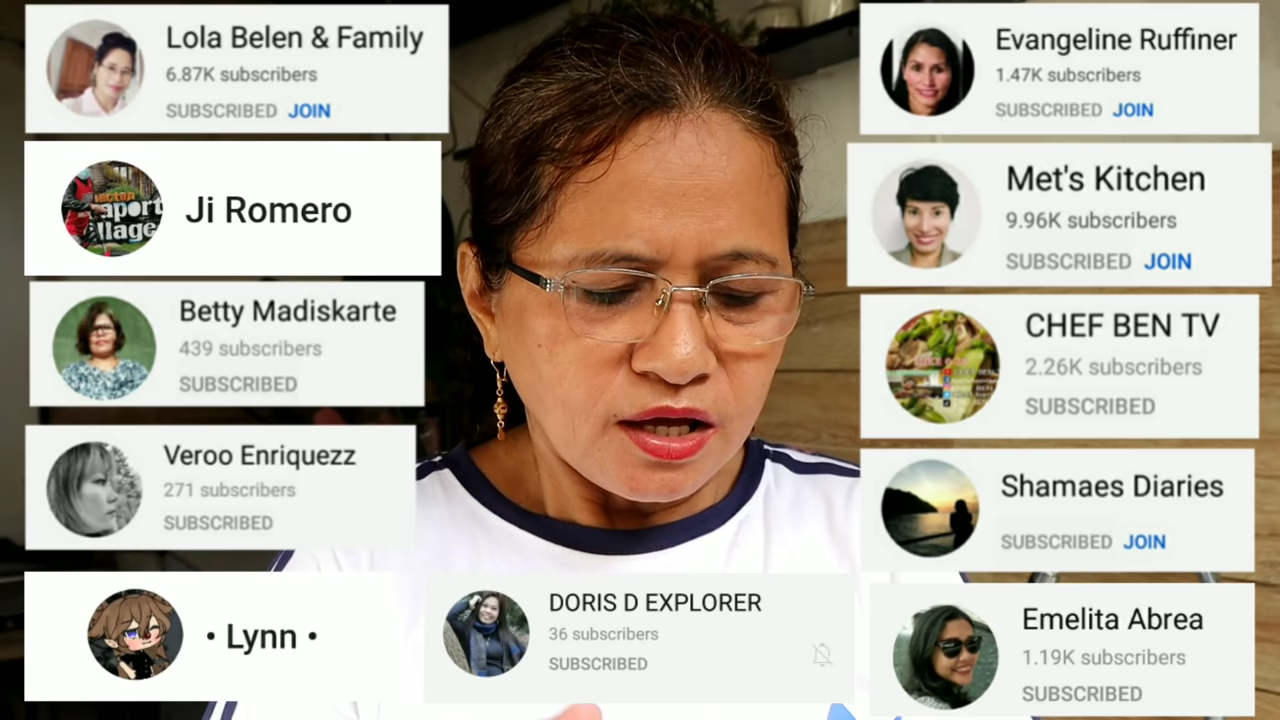 Lola Belen & Family
6.87K subscribers
SUBSCRIBED JOIN
Ji Romero
aport
llage
Betty Madiskarte
439 subscribers
SUBSCRIBED
Veroo Enriquezz
271 subscribers
SUBSCRIBED
• Lynn •
DORIS D EXPLORER
36 subscribers
SUBSCRIBED
Evangeline Ruffiner
1.47K subscribers
SUBSCRIBED JOIN
Met's Kitchen
9.96K subscribers
SUBSCRIBED JOIN
CHEF BEN TV
2.26K subscribers
SUBSCRIBED
Shamaes Diaries
SUBSCRIBED JOIN
Emelita Abrea
1.19K subscribers
SUBSCRIBED